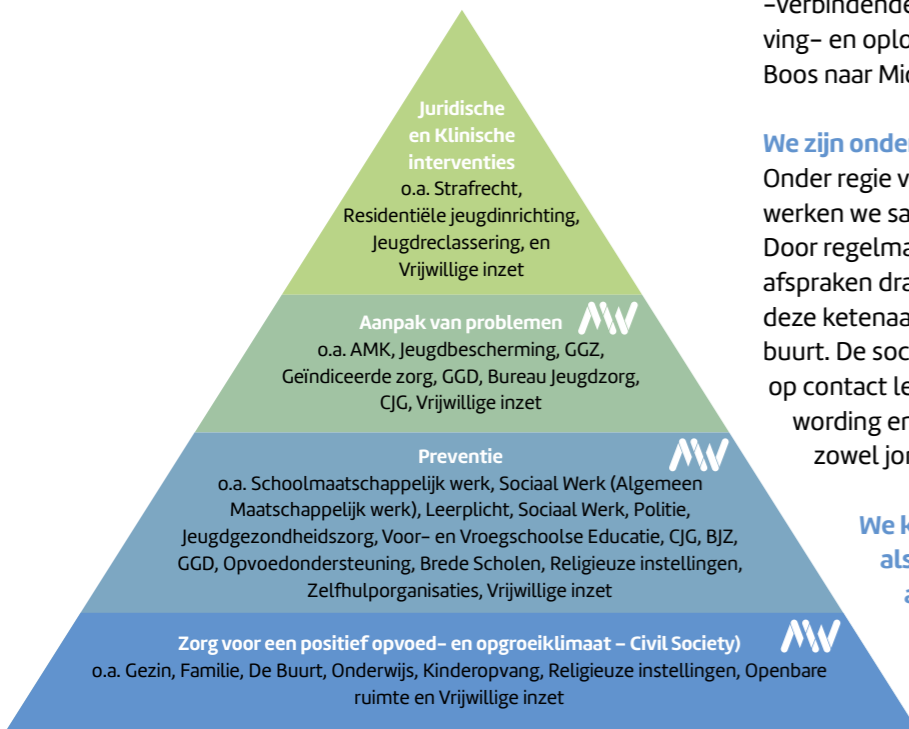 Juridische
en Klinische
interventies
o.a. Strafrecht,
Residentiële jeugdinrichting,
Jeugdreclassering, en
Vrijwillige inzet
Aanpak van problemen MW
o.a. AMK, Jeugdbescherming, GGZ,
Geïndiceerde zorg, GGD, Bureau Jeugdzorg,
CJG, Vrijwillige inzet
Preventie MW
o.a. Schoolmaatschappelijk werk, Sociaal Werk (Algemeen
Maatschappelijk werk), Leerplicht, Sociaal Werk, Politie,
Jeugdgezondheidszorg, Voor- en Vroegschoolse Educatie, CJG, BJZ,
GGD, Opvoedondersteuning, Brede Scholen, Religieuze instellingen,
Zelfhulporganisaties, Vrijwillige inzet
Zorg voor een positief opvoed- en opgroeiklimaat – Civil Society) MW
o.a. Gezin, Familie, De Buurt, Onderwijs, Kinderopvang, Religieuze instellingen, Openbare
ruimte en Vrijwillige inzet
-verbindende
ving- en oplo
Boos naar Mi
We zijn onde
Onder regie v
werken we sa
Door regelma
afspraken dra
deze ketenaa
buurt. De soc
op contact le
wording en
zowel jon
We k
als
a